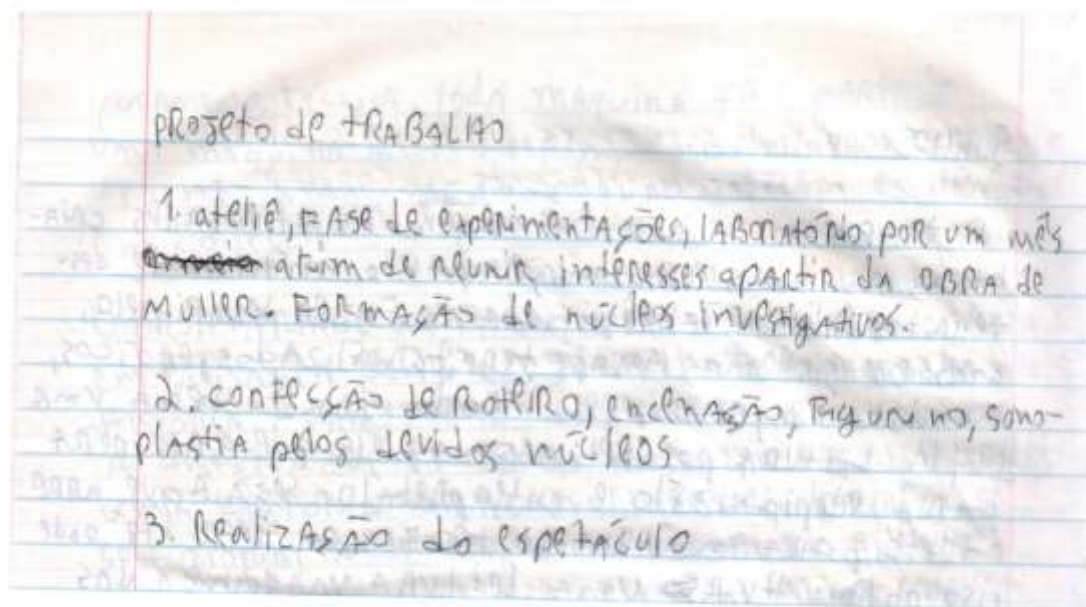 projeto de trabalho
1. ateliê, fase de experimentações, laboratório por um mês
afim de reunir interesses apartir da obra de
Müller. Formação de núcleos investigativos.
2. confecção de roteiro, encenação, figurino, sono-
plastia pelos devidos núcleos
3. Realização do espetáculo